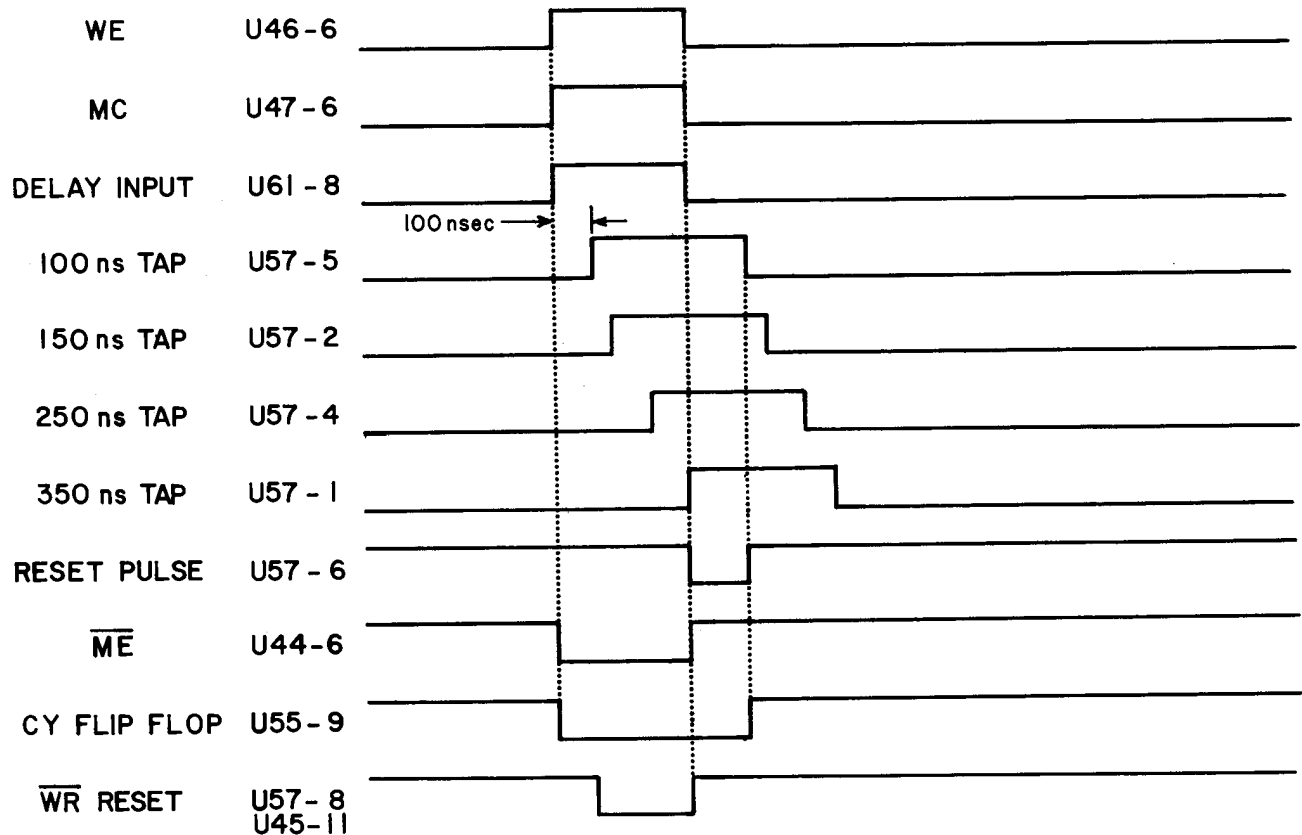 WE U46-6
MC U47-6
DELAY INPUT U61-8
100 nsec
100 ns TAP U57-5
150 ns TAP U57-2
250 ns TAP U57-4
350 ns TAP U57-1
RESET PULSE U57-6
ME U44-6
CY FLIP FLOP U55-9
WR RESET U57-8
U45-11